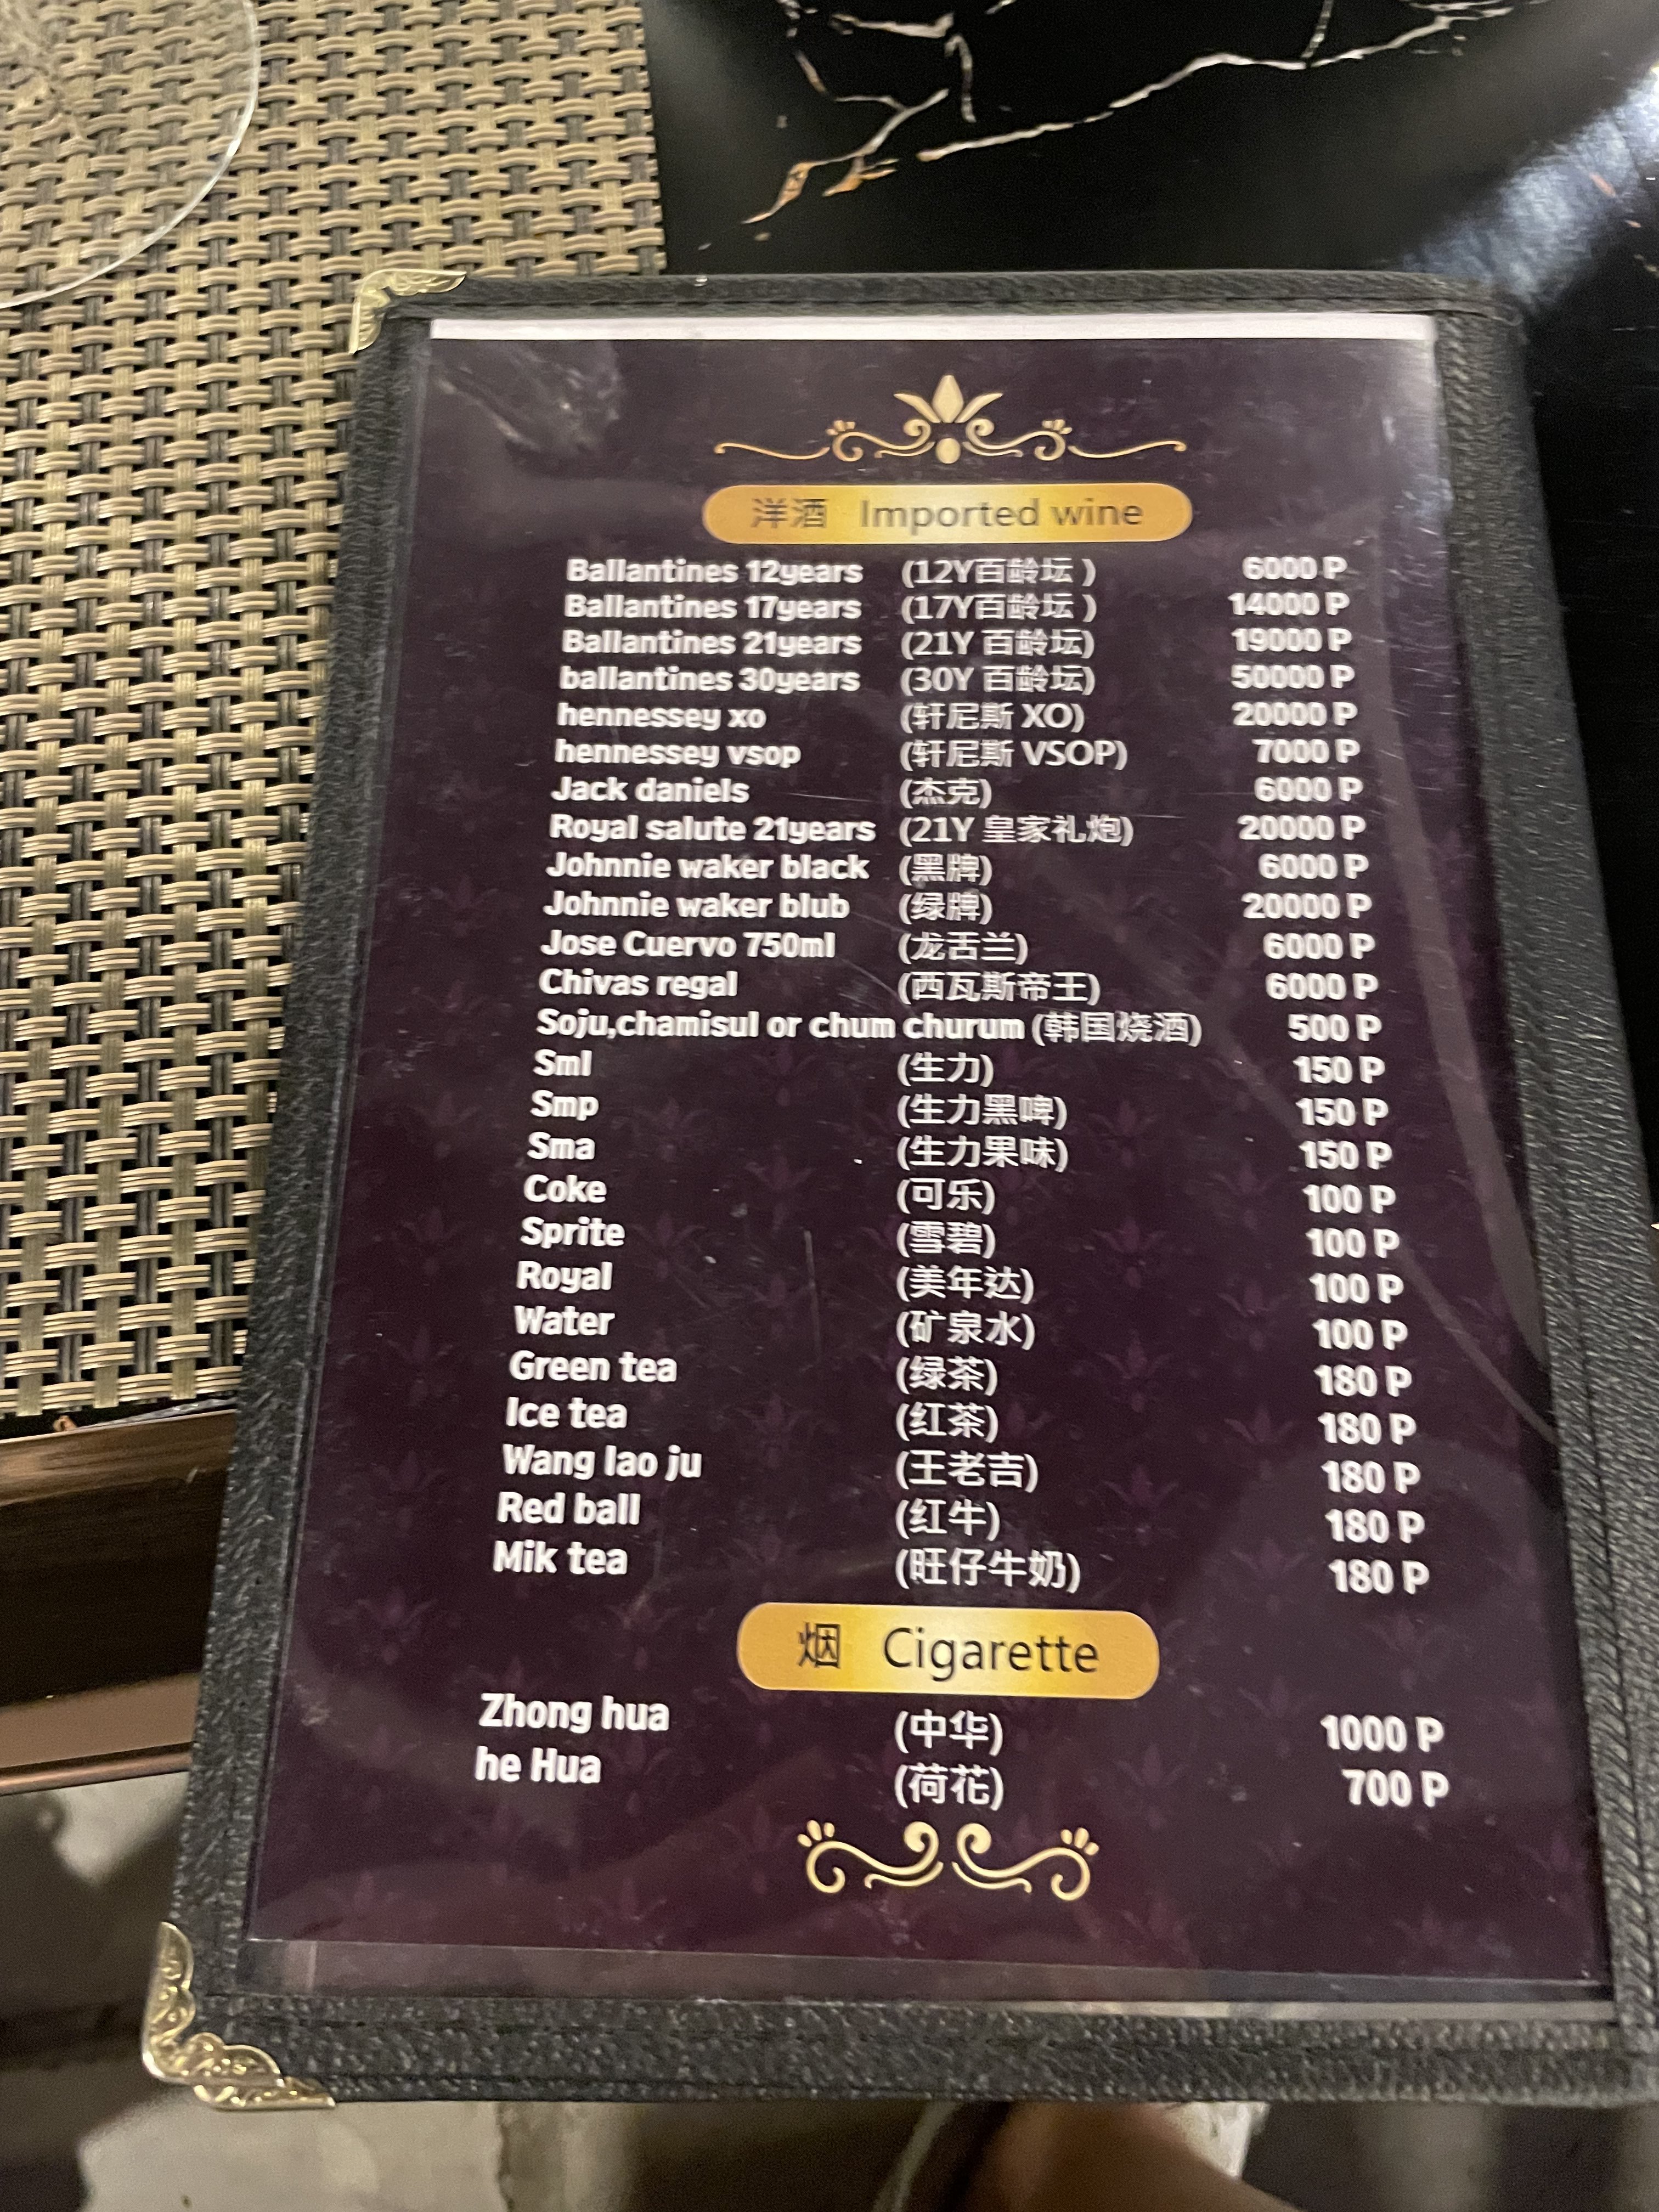 洋酒 Imported wine
Ballantines 12years (12Y百龄坛 ) 6000 P
Ballantines 17years (17Y百龄坛 ) 14000 P
Ballantines 21years (21Y 百龄坛) 19000 P
ballantines 30years (30Y 百龄坛) 50000 P
hennessey xo (轩尼斯 XO) 20000 P
hennessey vsop (轩尼斯 VSOP) 7000 P
Jack daniels (杰克) 6000 P
Royal salute 21years (21Y 皇家礼炮) 20000 P
Johnnie waker black (黑牌) 6000 P
Johnnie waker blub (绿牌) 20000 P
Jose Cuervo 750ml (龙舌兰) 6000 P
Chivas regal (西瓦斯帝王) 6000 P
Soju,chamisul or chum churum (韩国烧酒) 500 P
Sml (生力) 150 P
Smp (生力黑啤) 150 P
Sma (生力果味) 150 P
Coke (可乐) 100 P
Sprite (雪碧) 100 P
Royal (美年达) 100 P
Water (矿泉水) 100 P
Green tea (绿茶) 180 P
Ice tea (红茶) 180 P
Wang lao ju (王老吉) 180 P
Red ball (红牛) 180 P
Mik tea (旺仔牛奶) 180 P
烟 Cigarette
Zhong hua (中华) 1000 P
he Hua (荷花) 700 P